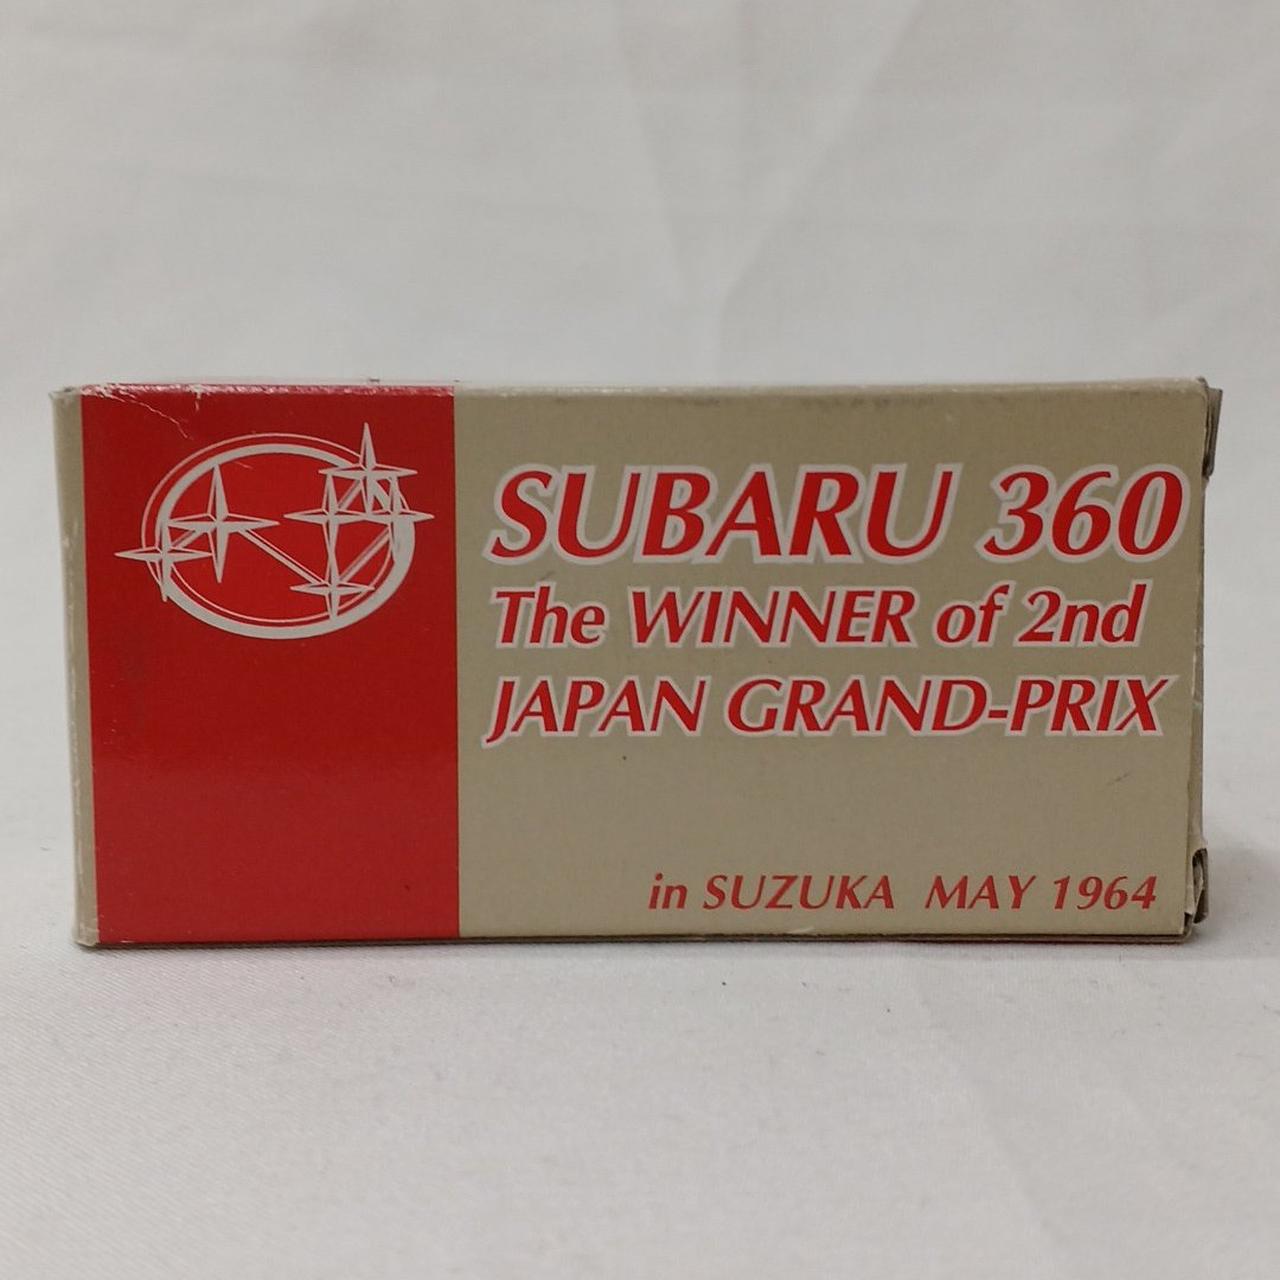 SUBARU 360
The WINNER of 2nd
JAPAN GRAND-PRIX
in SUZUKA MAY 1964